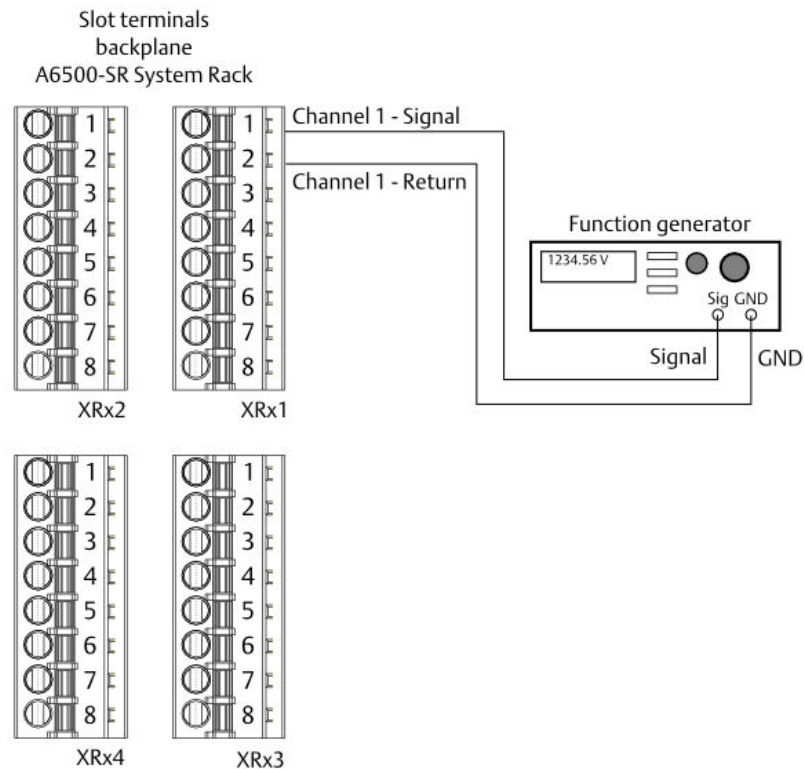 Slot terminals
backplane
A6500-SR System Rack
1
2
3
4
5
6
7
8
XRx2
1
2
3
4
5
6
7
8
XRx1
Channel 1 - Signal
Channel 1 - Return
Function generator
1234.56 V
Sig GND
Signal
GND
1
2
3
4
5
6
7
8
XRx4
1
2
3
4
5
6
7
8
XRx3